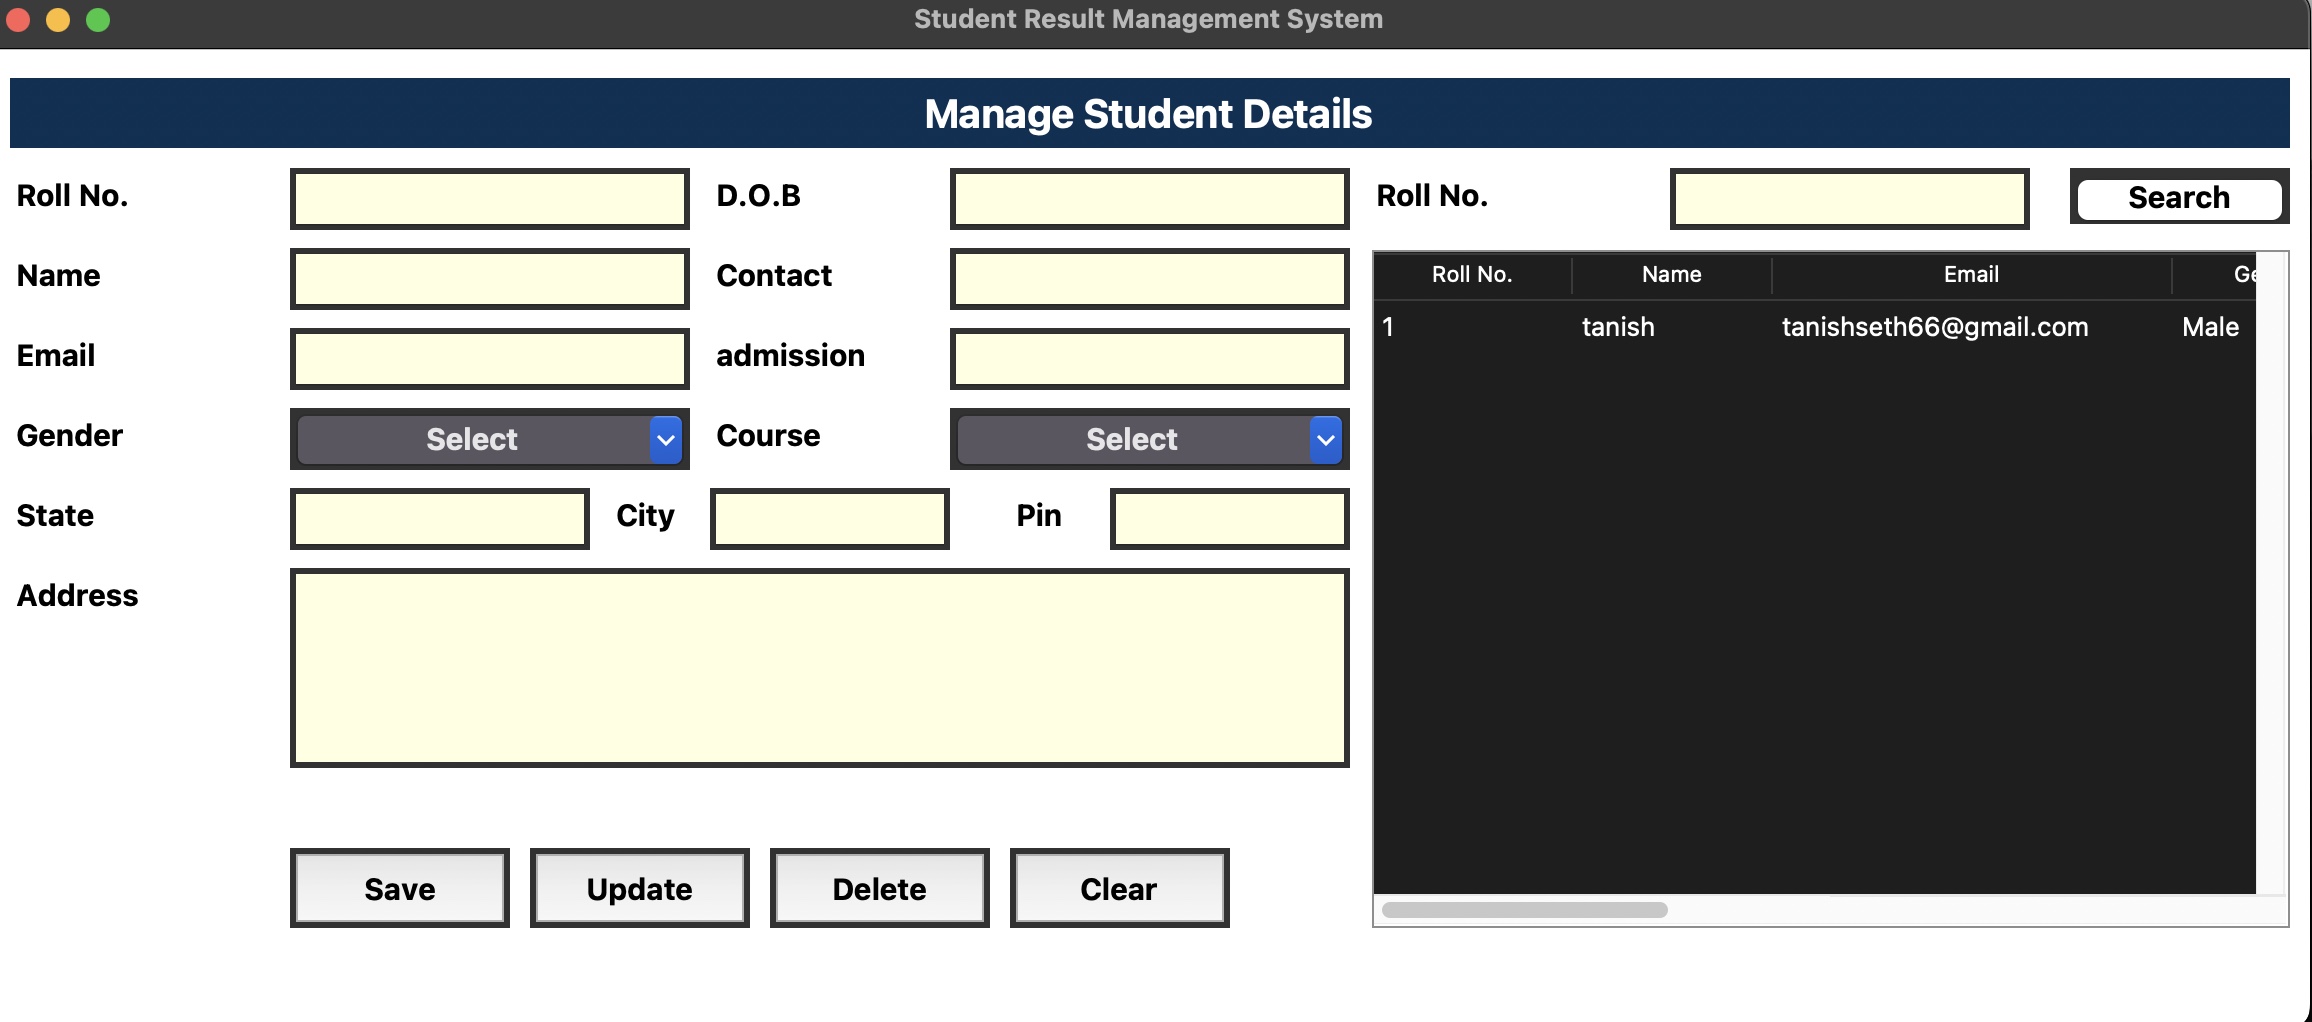 Student Result Management System
Manage Student Details
Roll No.
D.O.B
Roll No.
Search
Name
Contact
Email
admission
Gender
Select
Course
Select
State
City
Pin
Address
Save
Update
Delete
Clear
Roll No. Name Email Ge
1 tanish tanishseth66@gmail.com Male